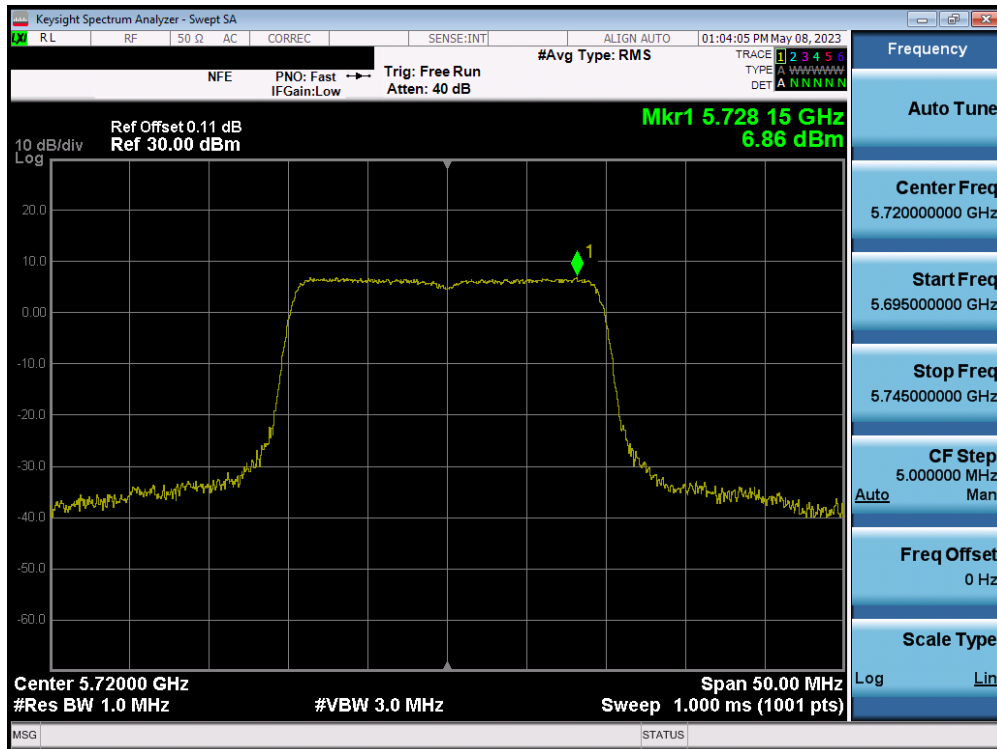 Keysight Spectrum Analyzer - Swept SA
LXI RL RF 50 Ω AC CORREC SENSE:INT ALIGN AUTO 01:04:05 PM May 08, 2023
#Avg Type: RMS
TRACE 1 2 3 4 5 6
TYPE A WWWWW
DET A N N N N N
NFE
PNO: Fast
IFGain:Low
Trig: Free Run
Atten: 40 dB
Mkr1 5.728 15 GHz
6.86 dBm
Ref Offset 0.11 dB
Ref 30.00 dBm
10 dB/div
Log
20.0
10.0
0.00
-10.0
-20.0
-30.0
-40.0
-50.0
-60.0
1
Center 5.72000 GHz
Span 50.00 MHz
#Res BW 1.0 MHz
#VBW 3.0 MHz
Sweep 1.000 ms (1001 pts)
MSG
STATUS
Frequency
Auto Tune
Center Freq
5.720000000 GHz
Start Freq
5.695000000 GHz
Stop Freq
5.745000000 GHz
CF Step
5.000000 MHz
Auto Man
Freq Offset
0 Hz
Scale Type
Log Lin